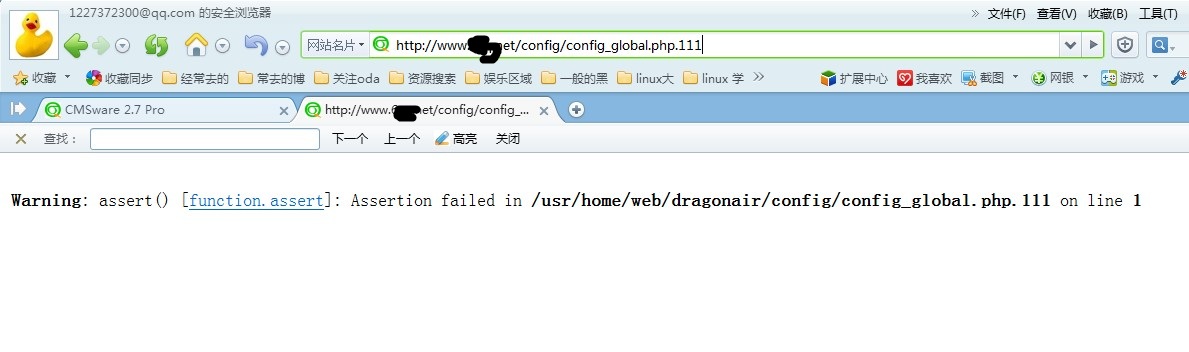 1227372300@qq.com 的安全浏览器
» 文件(F) 查看(V) 收藏(B) 工具(T)
网站名片 http://www. net/config/config_global.php.111
收藏 收藏同步 经常去的 常去的博 关注oda 资源搜索 娱乐区域 一般的黑 linux大 linux 学 » 扩展中心 我喜欢 截图 网银 游戏
CMSware 2.7 Pro http://www.6 net/config/config_...
查找： 下一个 上一个 高亮 关闭
Warning: assert() [function.assert]: Assertion failed in /usr/home/web/dragonair/config/config_global.php.111 on line 1